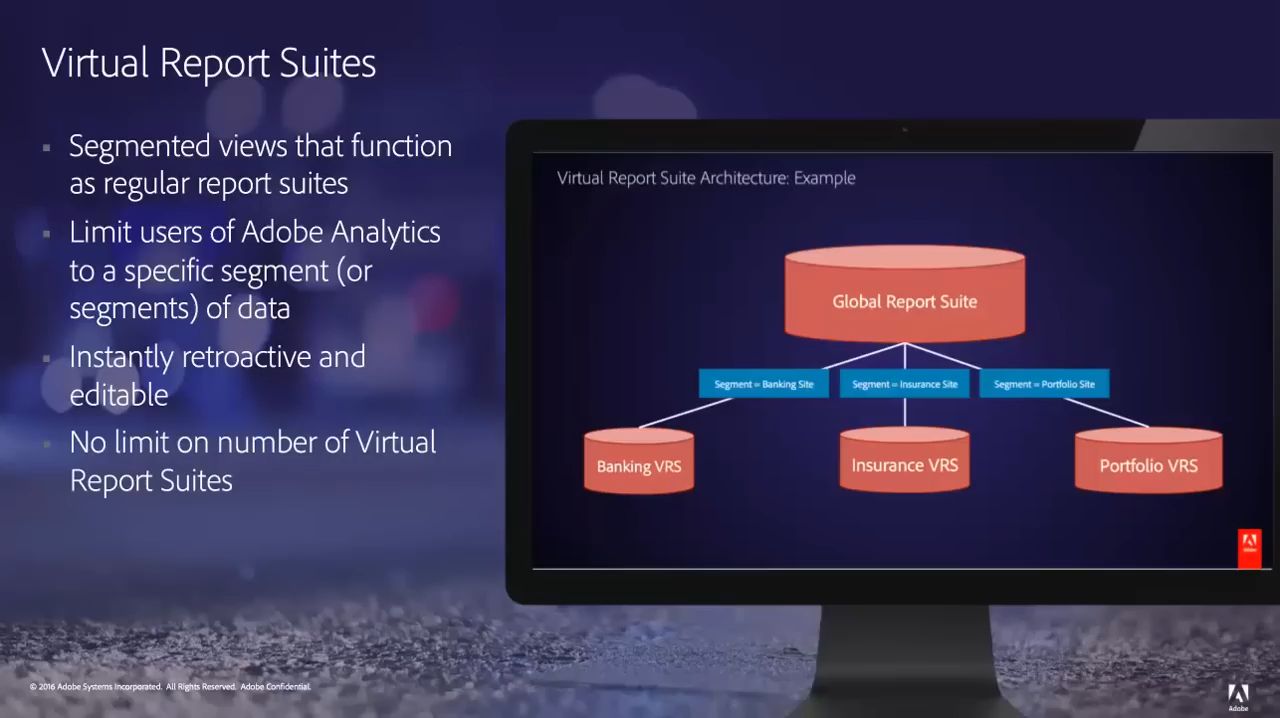 Virtual Report Suites
▪ Segmented views that function
as regular report suites
▪ Limit users of Adobe Analytics
to a specific segment (or
segments) of data
▪ Instantly retroactive and
editable
▪ No limit on number of Virtual
Report Suites
Virtual Report Suite Architecture: Example
Global Report Suite
Segment = Banking Site
Segment = Insurance Site
Segment = Portfolio Site
Banking VRS
Insurance VRS
Portfolio VRS
Adobe
© 2016 Adobe Systems Incorporated. All Rights Reserved. Adobe Confidential.
Adobe